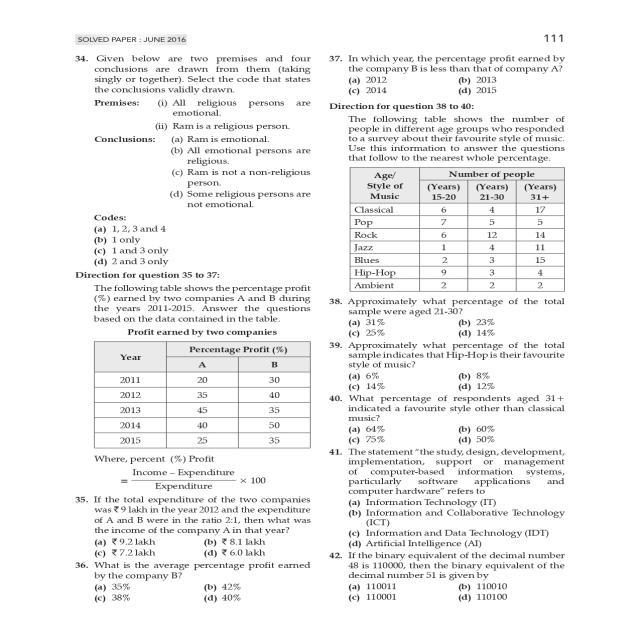 SOLVED PAPER : JUNE 2016
111
34. Given below are two premises and four
conclusions are drawn from them (taking
singly or together). Select the code that states
the conclusions validly drawn.
Premises: (i) All religious persons are
emotional.
(ii) Ram is a religious person.
Conclusions: (a) Ram is emotional.
(b) All emotional persons are
religious.
(c) Ram is not a non-religious
person.
(d) Some religious persons are
not emotional.
Codes:
(a) 1, 2, 3 and 4
(b) 1 only
(c) 1 and 3 only
(d) 2 and 3 only
Direction for question 35 to 37:
The following table shows the percentage profit
(%) earned by two companies A and B during
the years 2011-2015. Answer the questions
based on the data contained in the table.
Profit earned by two companies
Year Percentage Profit (%)
A B
2011 20 30
2012 35 40
2013 45 35
2014 40 50
2015 25 35
Where, percent (%) Profit
= Income – Expenditure / Expenditure × 100
35. If the total expenditure of the two companies
was ₹ 9 lakh in the year 2012 and the expenditure
of A and B were in the ratio 2:1, then what was
the income of the company A in that year?
(a) ₹ 9.2 lakh (b) ₹ 8.1 lakh
(c) ₹ 7.2 lakh (d) ₹ 6.0 lakh
36. What is the average percentage profit earned
by the company B?
(a) 35% (b) 42%
(c) 38% (d) 40%
37. In which year, the percentage profit earned by
the company B is less than that of company A?
(a) 2012 (b) 2013
(c) 2014 (d) 2015
Direction for question 38 to 40:
The following table shows the number of
people in different age groups who responded
to a survey about their favourite style of music.
Use this information to answer the questions
that follow to the nearest whole percentage.
Age/ Number of people
Style of (Years) (Years) (Years)
Music 15-20 21-30 31+
Classical 6 4 17
Pop 7 5 5
Rock 6 12 14
Jazz 1 4 11
Blues 2 3 15
Hip-Hop 9 3 4
Ambient 2 2 2
38. Approximately what percentage of the total
sample were aged 21-30?
(a) 31% (b) 23%
(c) 25% (d) 14%
39. Approximately what percentage of the total
sample indicates that Hip-Hop is their favourite
style of music?
(a) 6% (b) 8%
(c) 14% (d) 12%
40. What percentage of respondents aged 31+
indicated a favourite style other than classical
music?
(a) 64% (b) 60%
(c) 75% (d) 50%
41. The statement "the study, design, development,
implementation, support or management
of computer-based information systems,
particularly software applications and
computer hardware" refers to
(a) Information Technology (IT)
(b) Information and Collaborative Technology
(ICT)
(c) Information and Data Technology (IDT)
(d) Artificial Intelligence (AI)
42. If the binary equivalent of the decimal number
48 is 110000, then the binary equivalent of the
decimal number 51 is given by
(a) 110011 (b) 110010
(c) 110001 (d) 110100